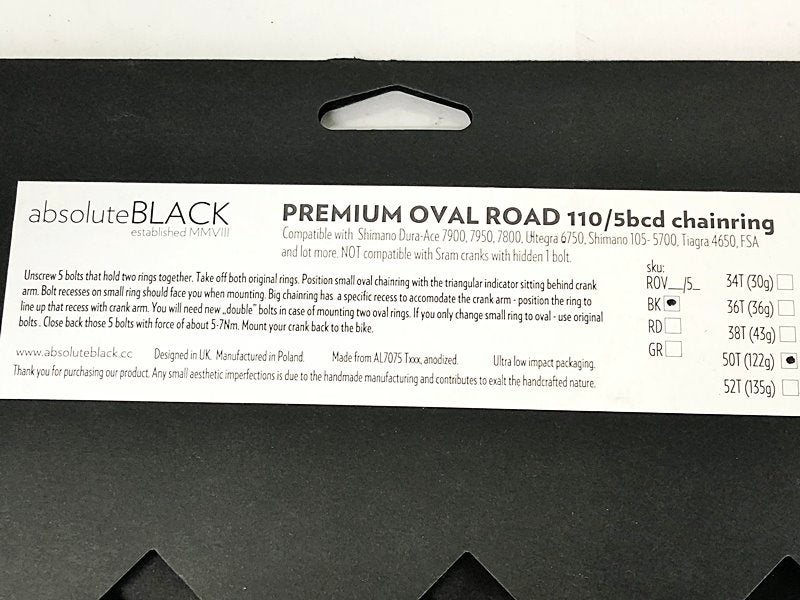 absoluteBLACK
established MMVIII
PREMIUM OVAL ROAD 110/5bcd chainring
Compatible with Shimano Dura-Ace 7900, 7950, 7800, Ultegra 6750, Shimano 105- 5700, Tiagra 4650, FSA
and lot more. NOT compatible with Sram cranks with hidden 1 bolt.
Unscrew 5 bolts that hold two rings together. Take off both original rings. Position small oval chainring with the triangular indicator sitting behind crank
arm. Bolt recesses on small ring should face you when mounting. Big chainring has a specific recess to accomodate the crank arm - position the ring to
line up that recess with crank arm. You will need new „double" bolts in case of mounting two oval rings. If you only change small ring to oval - use original
bolts . Close back those 5 bolts with force of about 5-7Nm. Mount your crank back to the bike.
www.absoluteblack.cc Designed in UK. Manufactured in Poland. Made from AL7075 Txxx, anodized. Ultra low impact packaging.
Thank you for purchasing our product. Any small aesthetic imperfections is due to the handmade manufacturing and contributes to exalt the handcrafted nature.
sku:
ROV__/5_
BK
RD
GR
34T (30g)
36T (36g)
38T (43g)
50T (122g)
52T (135g)